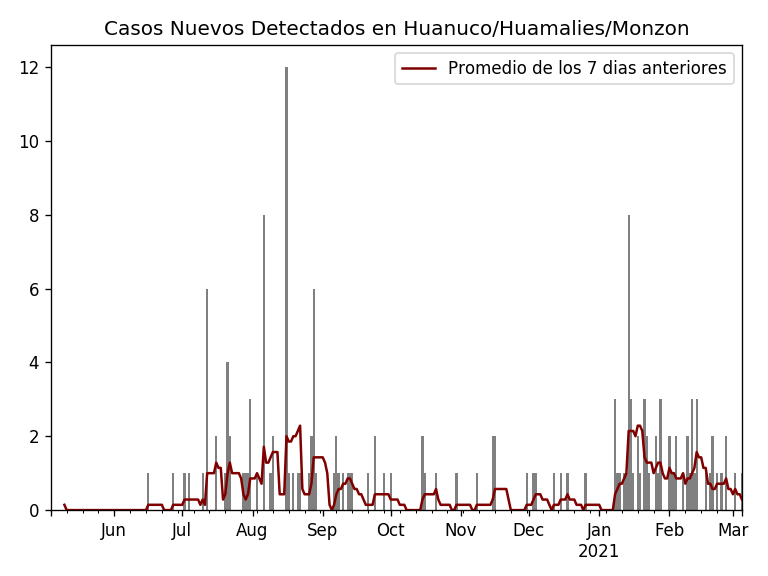 Casos Nuevos Detectados en Huanuco/Huamalies/Monzon
Promedio de los 7 dias anteriores
12
10
8
6
4
2
0
Jun Jul Aug Sep Oct Nov Dec Jan Feb Mar
2021